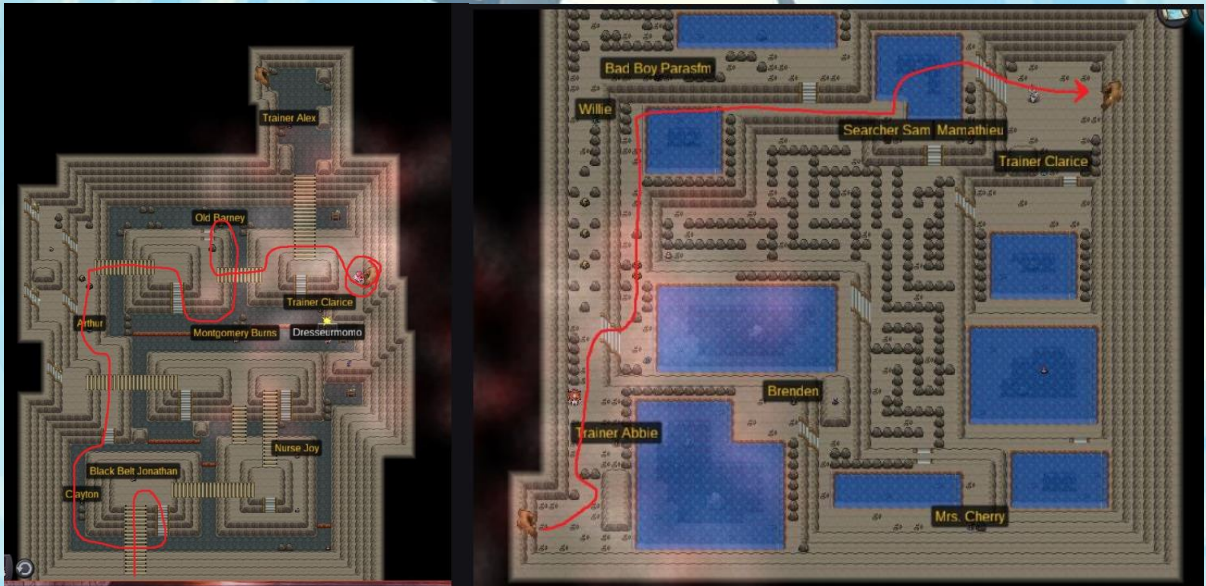 Trainer Alex
Old Barney
Trainer Clarice
Arthur
Montgomery Burns
Dresseurmomo
Nurse Joy
Black Belt Jonathan
Clayton
Bad Boy Parasfm
Willie
Searcher Sam
Mamathieu
Trainer Clarice
Brenden
Trainer Abbie
Mrs. Cherry